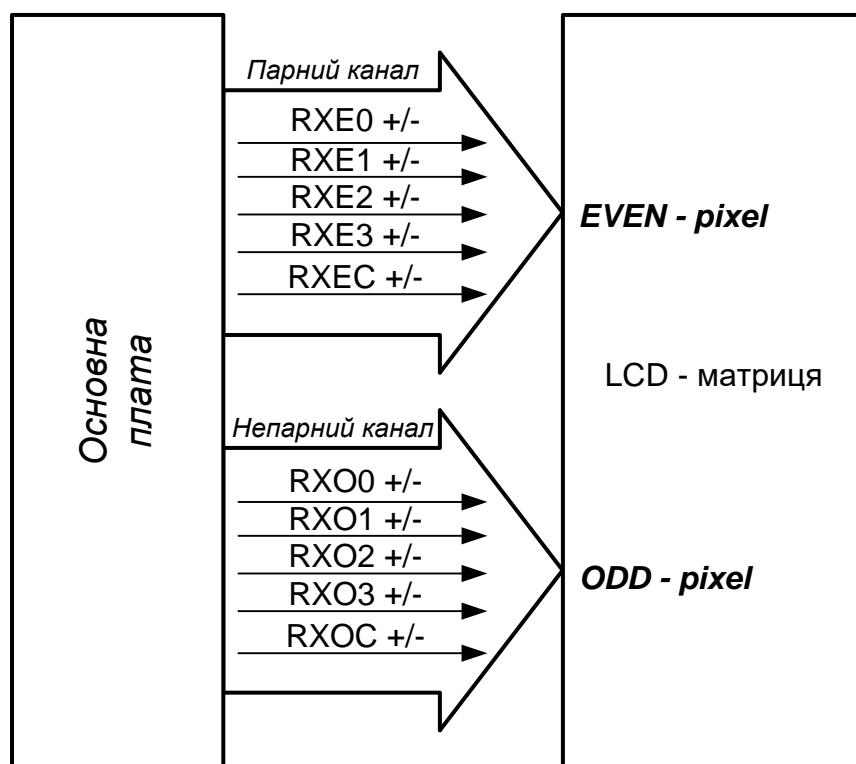 Основна
плата
Парний канал
RXE0 +/-
RXE1 +/-
RXE2 +/-
RXE3 +/-
RXEC +/-
EVEN - pixel
LCD - матриця
Непарний канал
RXO0 +/-
RXO1 +/-
RXO2 +/-
RXO3 +/-
RXOC +/-
ODD - pixel